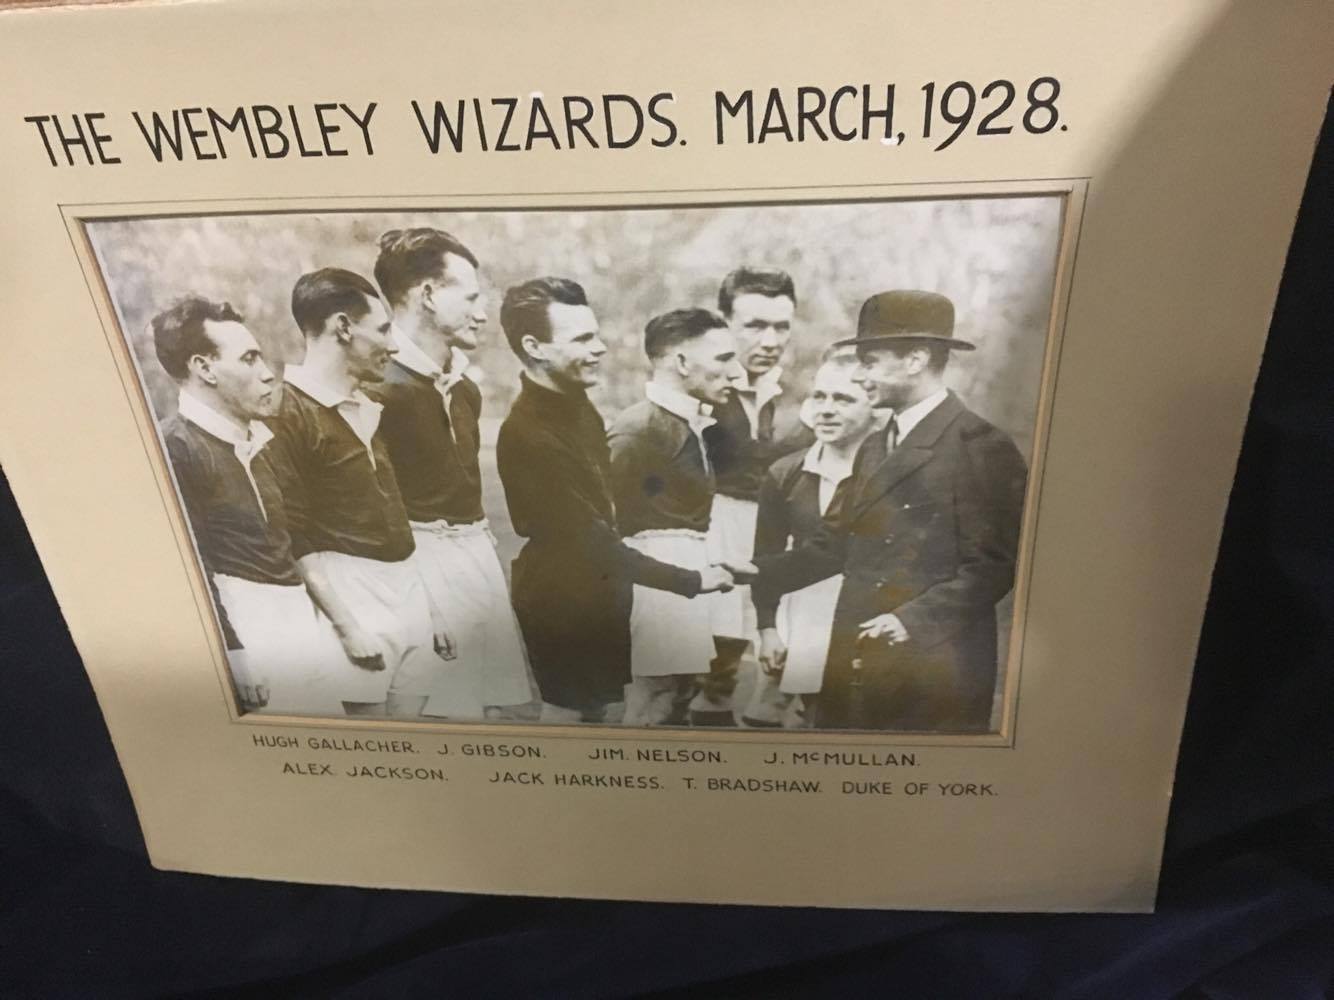 THE WEMBLEY WIZARDS. MARCH, 1928.
HUGH GALLACHER. J. GIBSON. JIM. NELSON. J. McMULLAN.
ALEX. JACKSON. JACK HARKNESS. T. BRADSHAW. DUKE OF YORK.